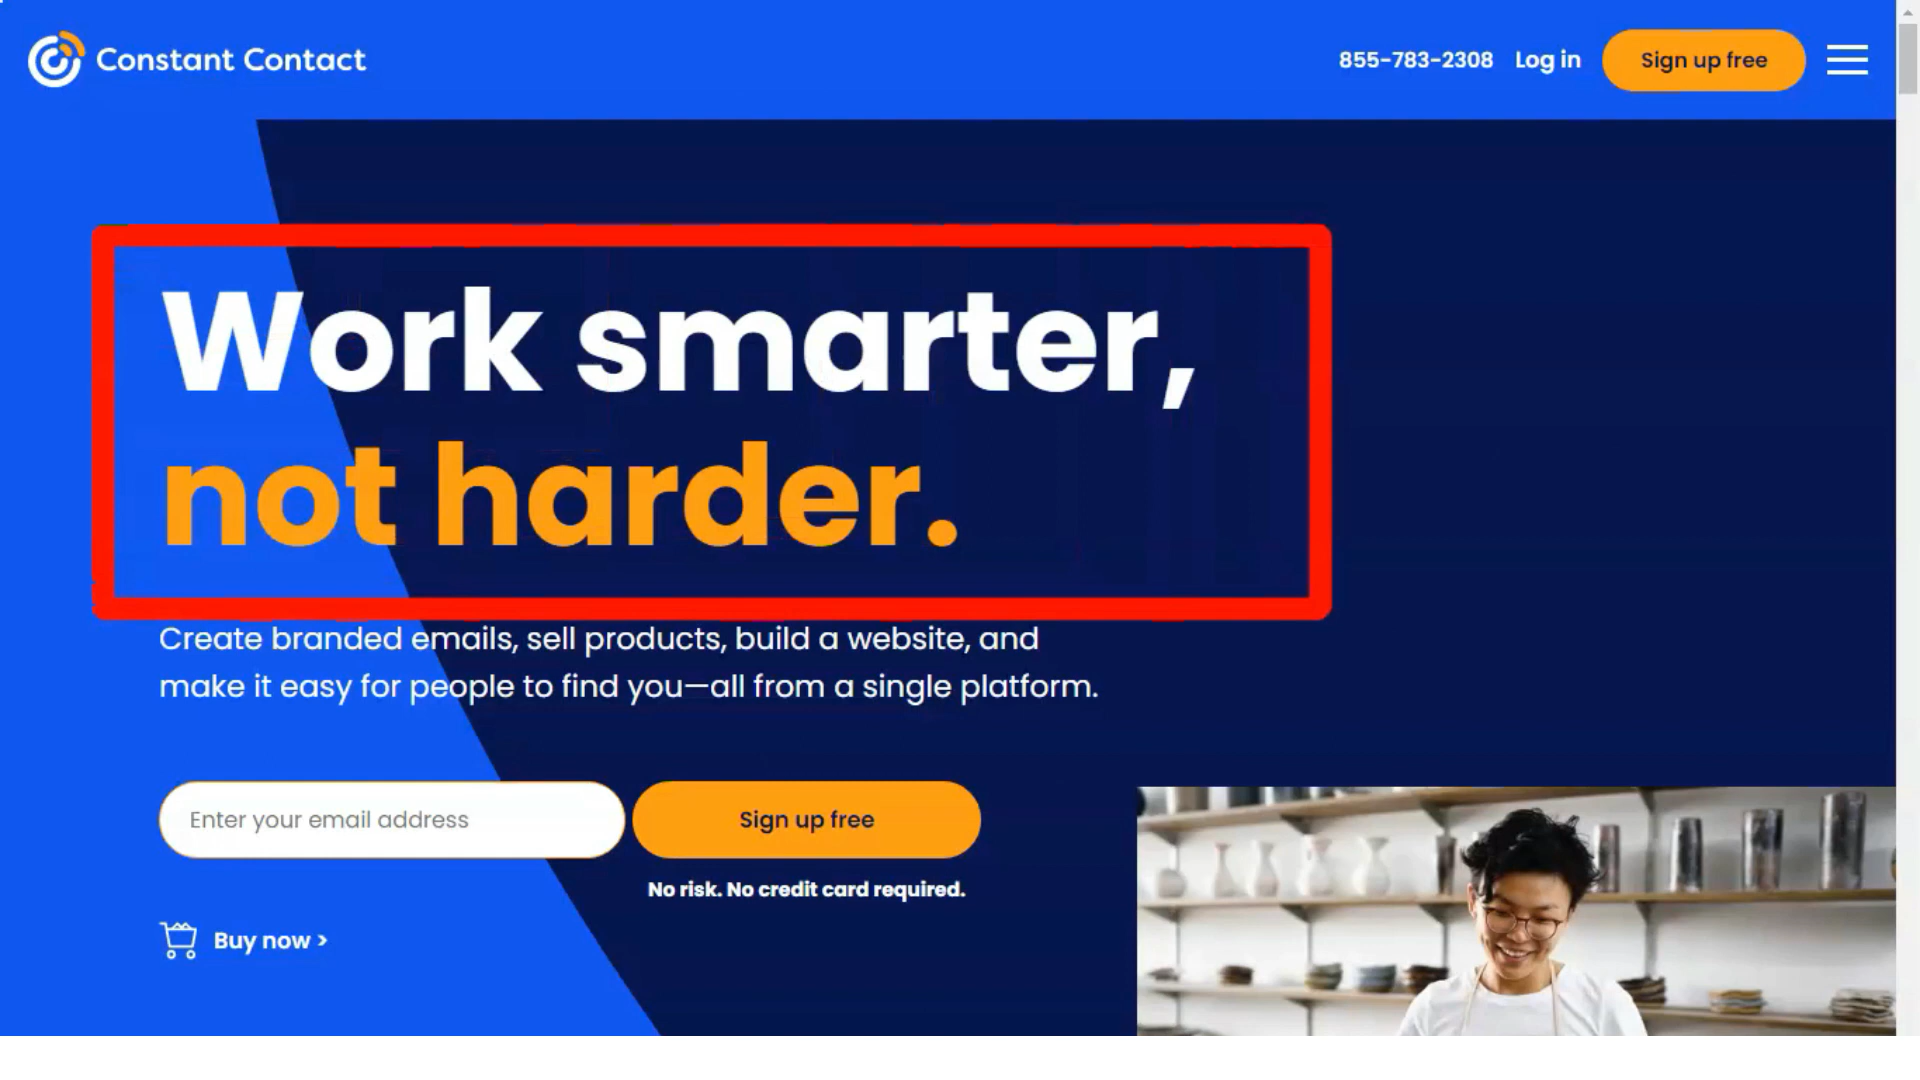 Constant Contact
855-783-2308 Log in Sign up free
Work smarter,
not harder.
Create branded emails, sell products, build a website, and
make it easy for people to find you—all from a single platform.
Enter your email address Sign up free
No risk. No credit card required.
Buy now >